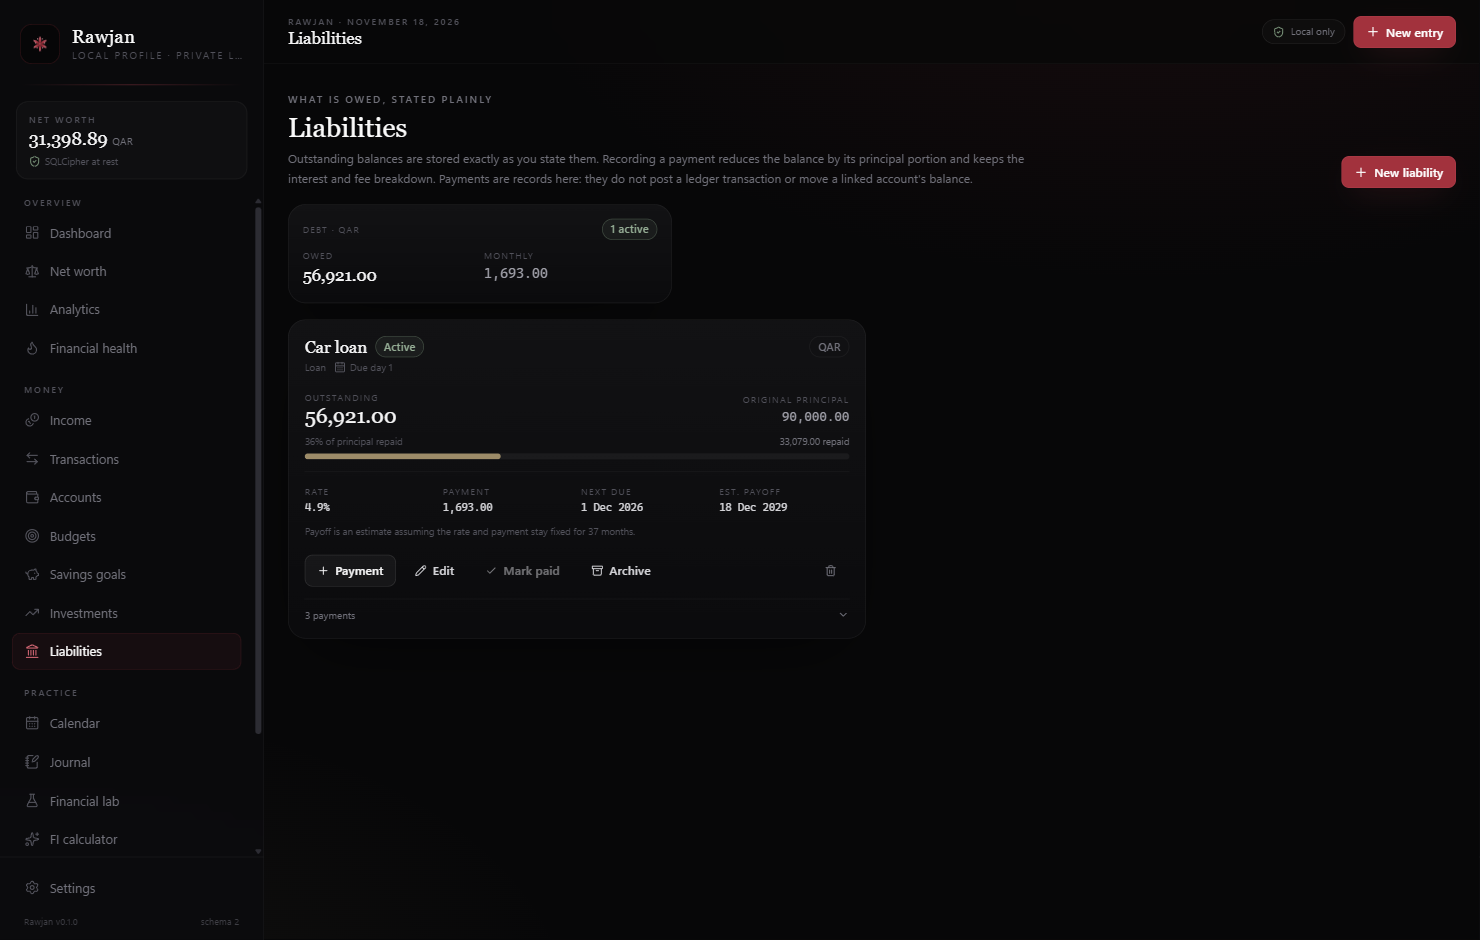 Rawjan
LOCAL PROFILE · PRIVATE L…
NET WORTH
31,398.89 QAR
SQLCipher at rest
OVERVIEW
Dashboard
Net worth
Analytics
Financial health
MONEY
Income
Transactions
Accounts
Budgets
Savings goals
Investments
Liabilities
PRACTICE
Calendar
Journal
Financial lab
FI calculator
Settings
Rawjan v0.1.0 schema 2
RAWJAN · NOVEMBER 18, 2026
Liabilities
Local only
New entry
WHAT IS OWED, STATED PLAINLY
Liabilities
Outstanding balances are stored exactly as you state them. Recording a payment reduces the balance by its principal portion and keeps the
interest and fee breakdown. Payments are records here: they do not post a ledger transaction or move a linked account's balance.
New liability
DEBT · QAR 1 active
OWED MONTHLY
56,921.00 1,693.00
Car loan Active QAR
Loan Due day 1
OUTSTANDING ORIGINAL PRINCIPAL
56,921.00 90,000.00
36% of principal repaid 33,079.00 repaid
RATE PAYMENT NEXT DUE EST. PAYOFF
4.9% 1,693.00 1 Dec 2026 18 Dec 2029
Payoff is an estimate assuming the rate and payment stay fixed for 37 months.
Payment Edit Mark paid Archive
3 payments